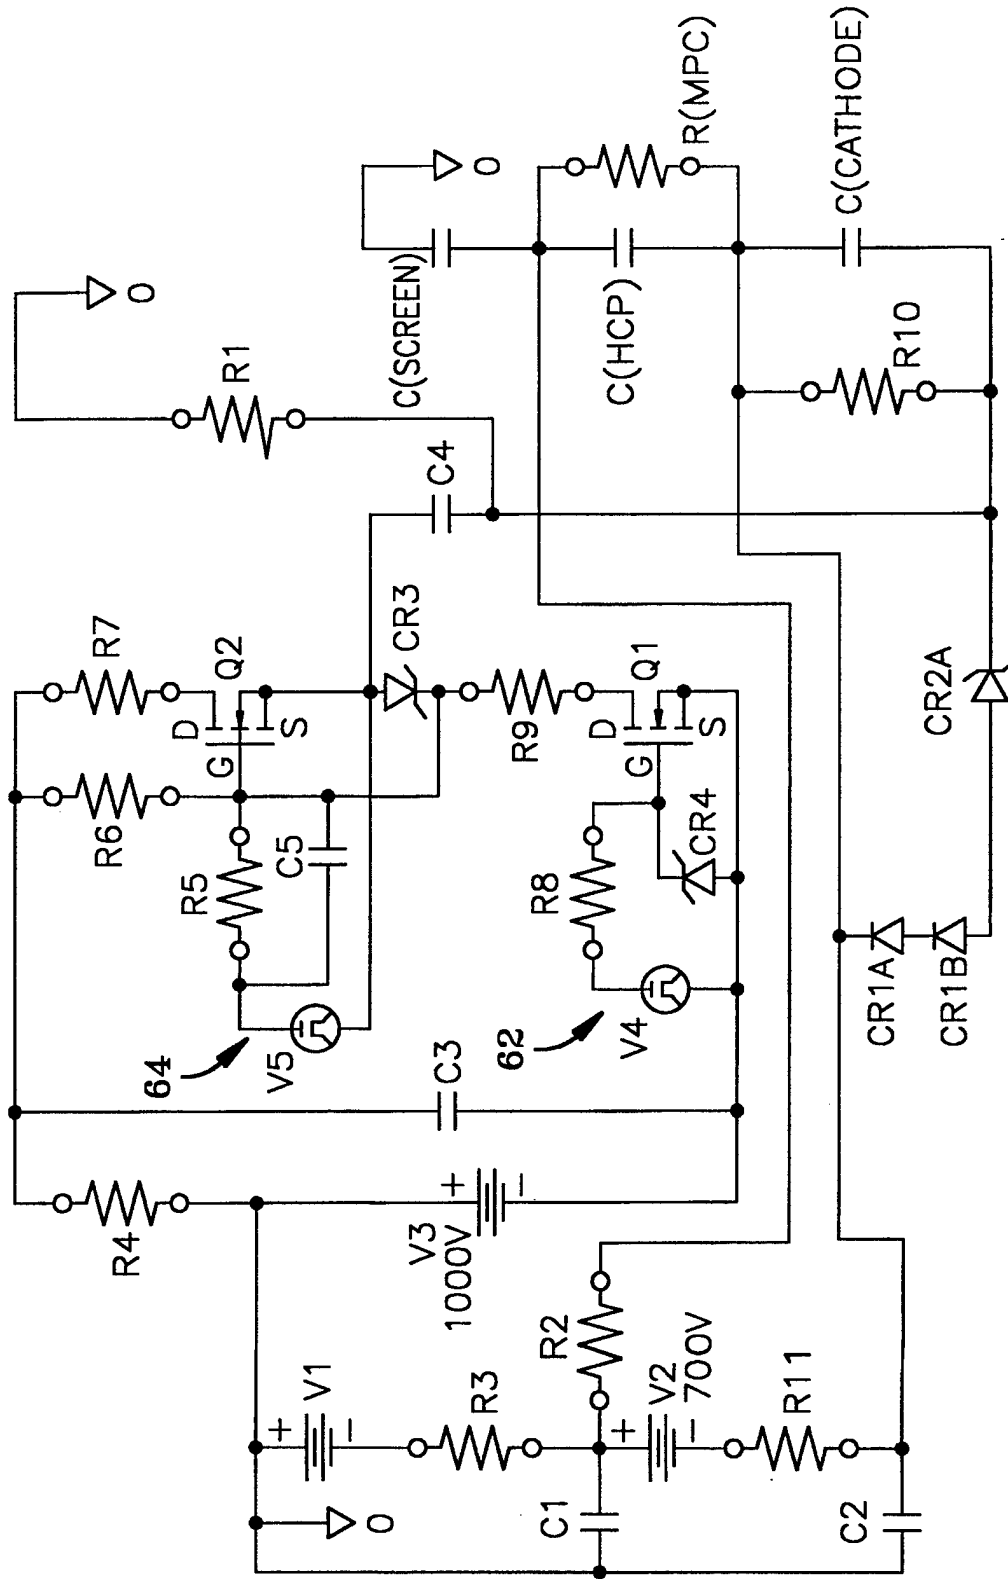 R7
R6
R5
Q2
D
G
S
C5
64
V5
CR3
C4
R1
0
C(SCREEN)
0
R4
V3
1000V
+
−
C3
R9
Q1
D
G
S
R8
CR4
62
V4
C(HCP)
R(MPC)
V1
+
−
R3
R2
0
C1
V2
700V
+
−
R11
C2
CR1A
CR1B
CR2A
R10
C(CATHODE)